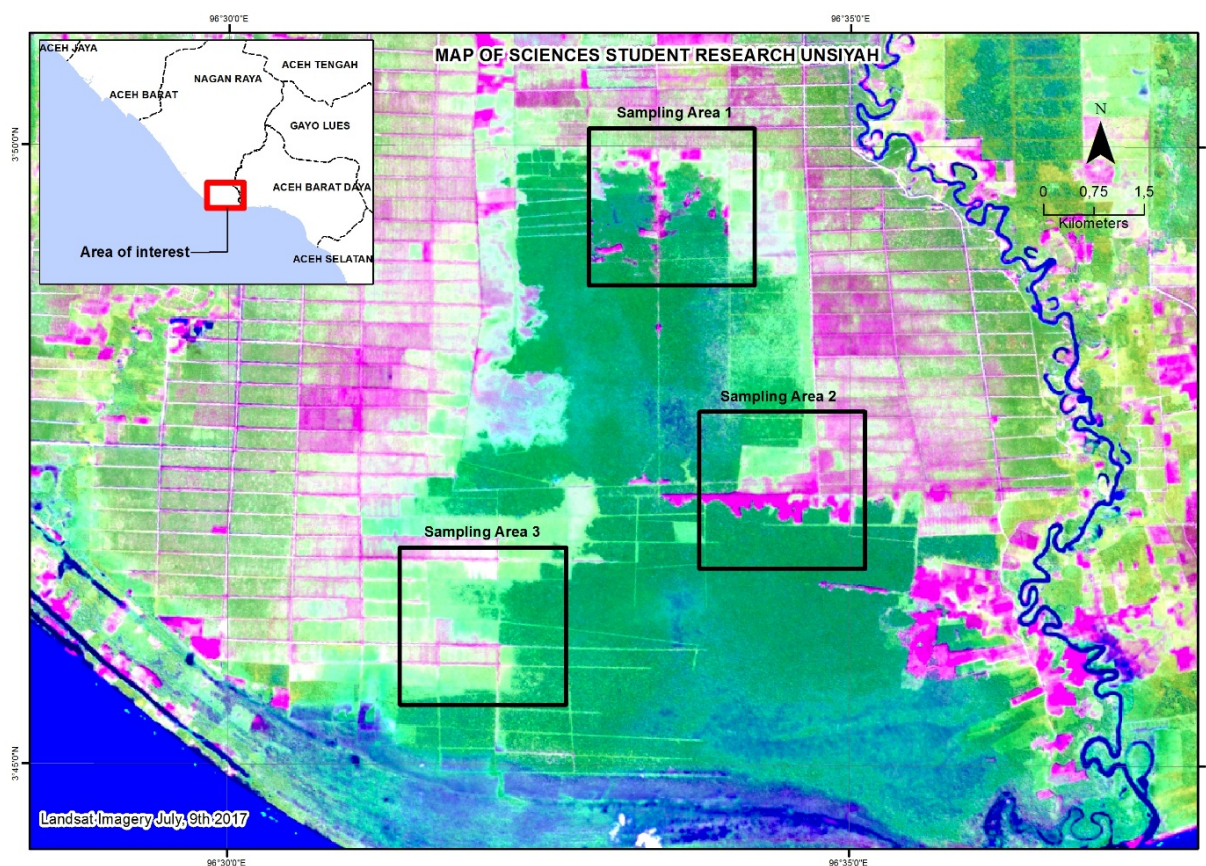 96°30'0"E
96°35'0"E
MAP OF SCIENCES STUDENT RESEARCH UNSIYAH
ACEH JAYA
ACEH TENGAH
NAGAN RAYA
ACEH BARAT
GAYO LUES
ACEH BARAT DAYA
Area of interest
ACEH SELATAN
Sampling Area 1
N
0 0,75 1,5
Kilometers
3°50'0"N
Sampling Area 2
Sampling Area 3
3°45'0"N
Landsat Imagery July, 9th 2017
96°30'0"E
96°35'0"E